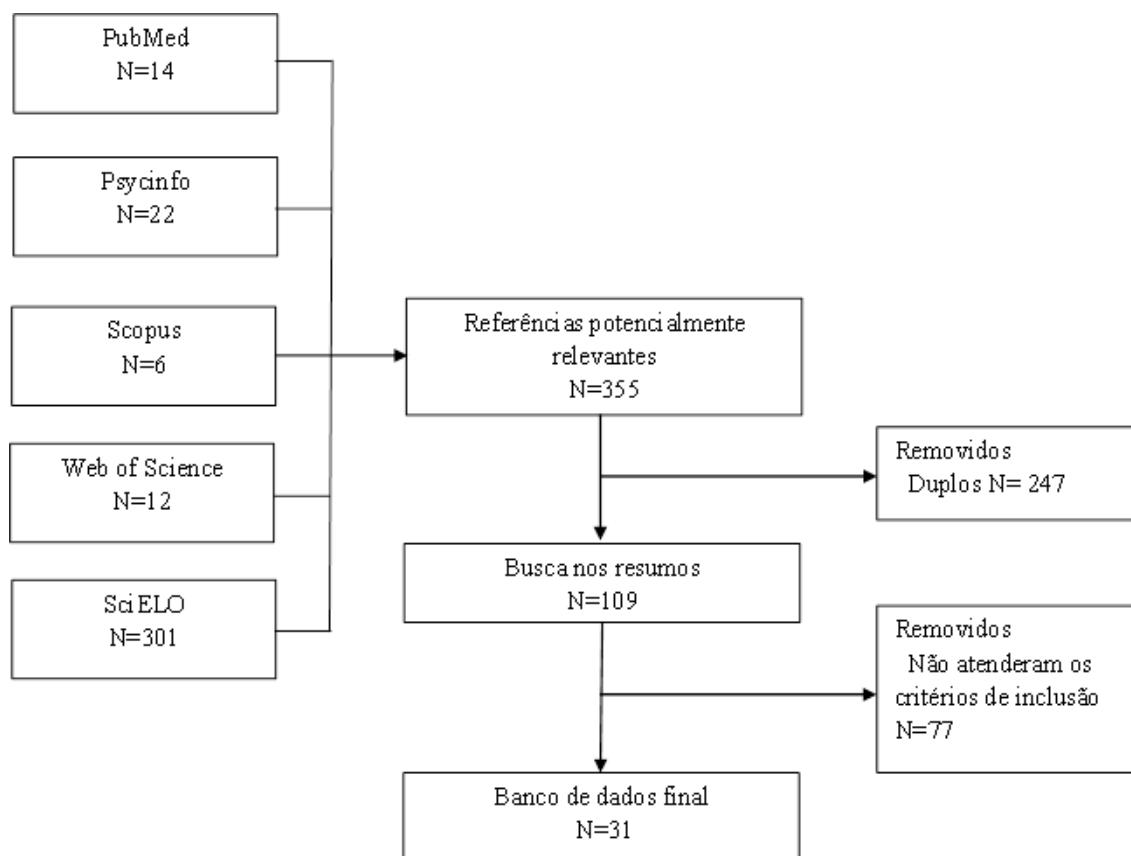 PubMed
N=14
Psycinfo
N=22
Scopus
N=6
Web of Science
N=12
SciELO
N=301
Referências potencialmente
relevantes
N=355
Removidos
Duplos N= 247
Busca nos resumos
N=109
Removidos
Não atenderam os
critérios de inclusão
N=77
Banco de dados final
N=31